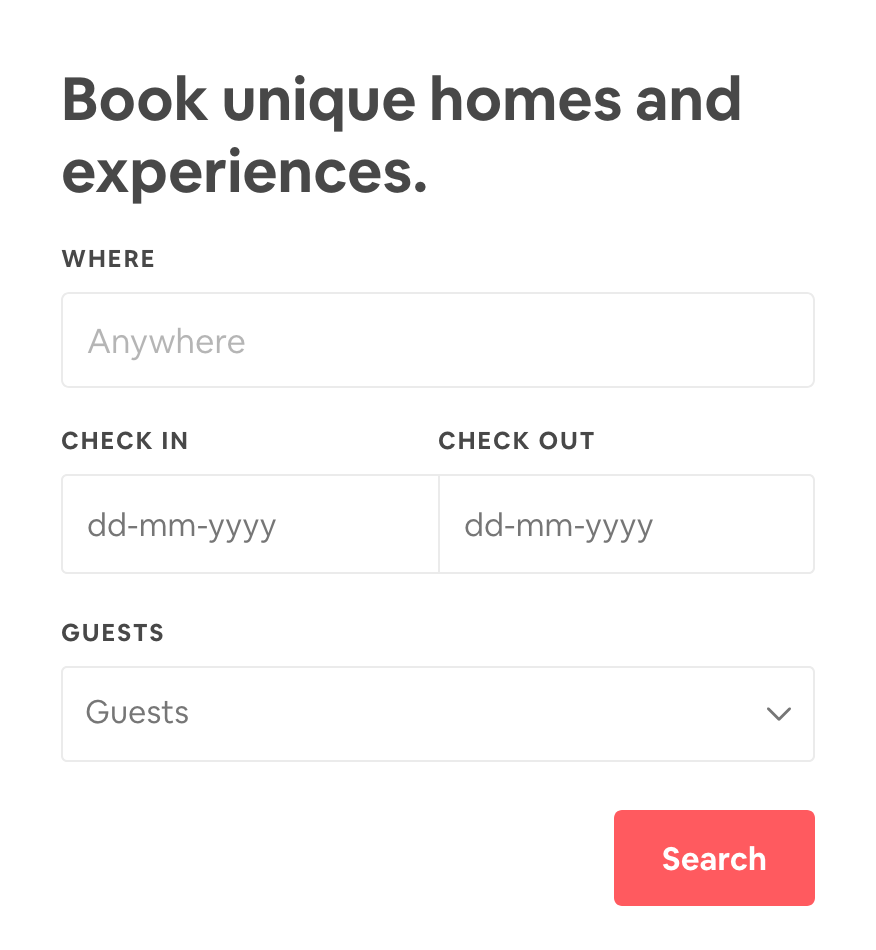 Book unique homes and
experiences.
WHERE
Anywhere
CHECK IN CHECK OUT
dd-mm-yyyy dd-mm-yyyy
GUESTS
Guests
Search